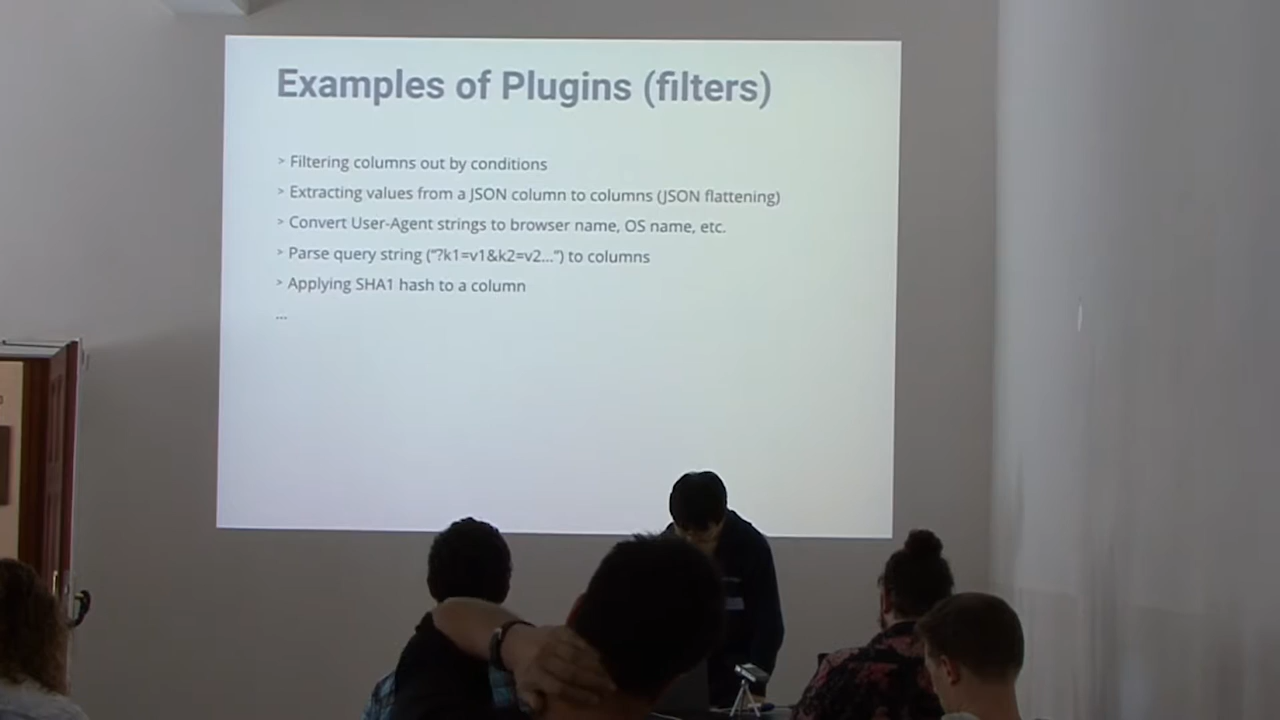 Examples of Plugins (filters)
> Filtering columns out by conditions
> Extracting values from a JSON column to columns (JSON flattening)
> Convert User-Agent strings to browser name, OS name, etc.
> Parse query string (“?k1=v1&k2=v2...”) to columns
> Applying SHA1 hash to a column
...